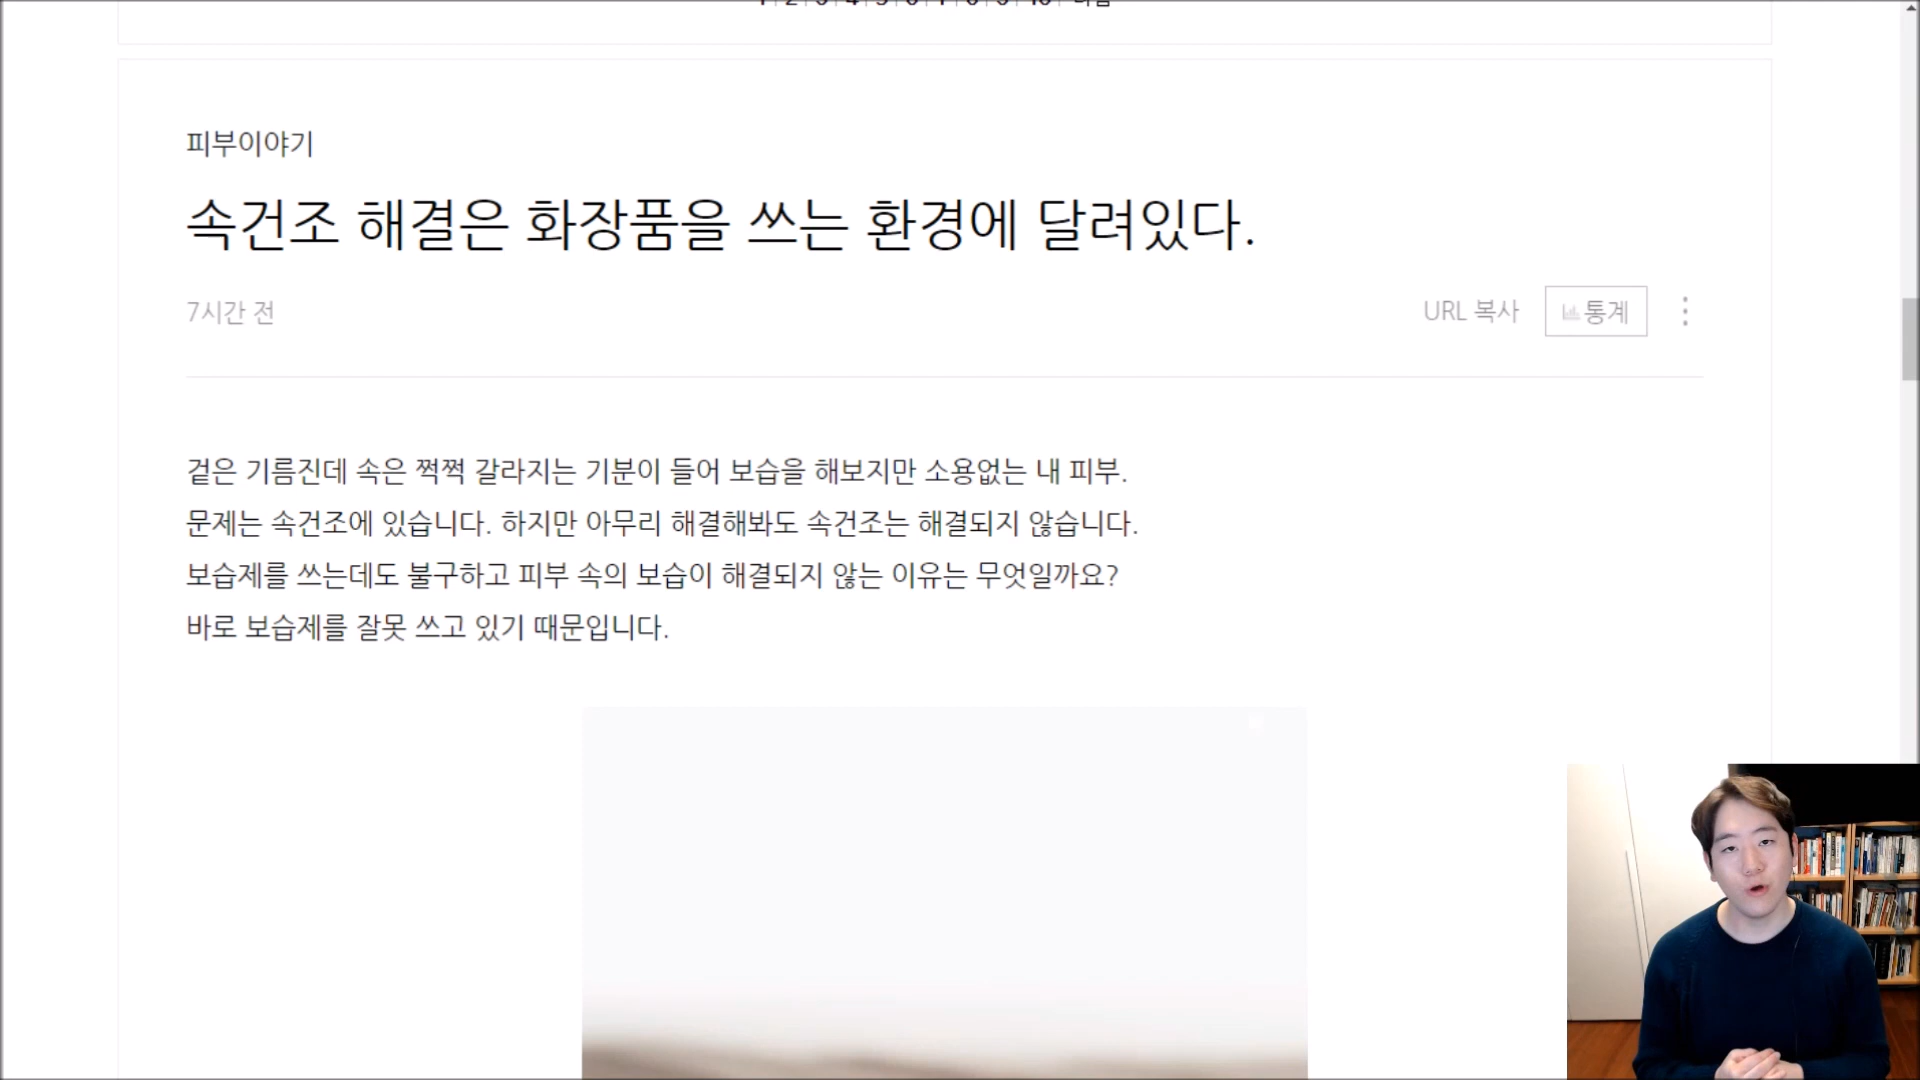 피부이야기
속건조 해결은 화장품을 쓰는 환경에 달려있다.
7시간 전
URL 복사
통계
겉은 기름진데 속은 쩍쩍 갈라지는 기분이 들어 보습을 해보지만 소용없는 내 피부.
문제는 속건조에 있습니다. 하지만 아무리 해결해봐도 속건조는 해결되지 않습니다.
보습제를 쓰는데도 불구하고 피부 속의 보습이 해결되지 않는 이유는 무엇일까요?
바로 보습제를 잘못 쓰고 있기 때문입니다.